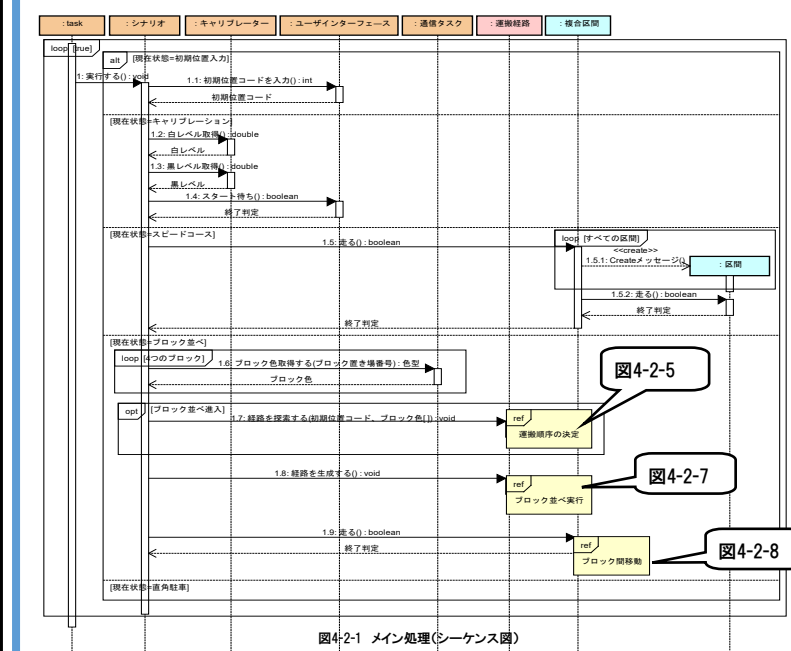 : task
: シナリオ
: キャリブレーター
: ユーザインターフェース
: 通信タスク
: 運搬経路
: 複合区間
loop [true]
alt [現在状態=初期位置入力]
1: 実行する() : void
1.1: 初期位置コードを入力() : int
初期位置コード
[現在状態=キャリブレーション]
1.2: 白レベル取得() : double
白レベル
1.3: 黒レベル取得() : double
黒レベル
1.4: スタート待ち() : boolean
終了判定
[現在状態=スピードコース]
1.5: 走る() : boolean
loop [すべての区間]
<<create>>
1.5.1: Createメッセージ()
: 区間
1.5.2: 走る() : boolean
終了判定
終了判定
[現在状態=ブロック並べ]
loop [4つのブロック]
1.6: ブロック色取得する(ブロック置き場番号) : 色型
ブロック色
図4-2-5
opt [ブロック並べ進入]
1.7: 経路を探索する(初期位置コード、ブロック色[ ]) : void
ref
運搬順序の決定
図4-2-7
1.8: 経路を生成する() : void
ref
ブロック並べ実行
1.9: 走る() : boolean
図4-2-8
終了判定
ref
ブロック間移動
[現在状態=直角駐車]
図4-2-1 メイン処理(シーケンス図)